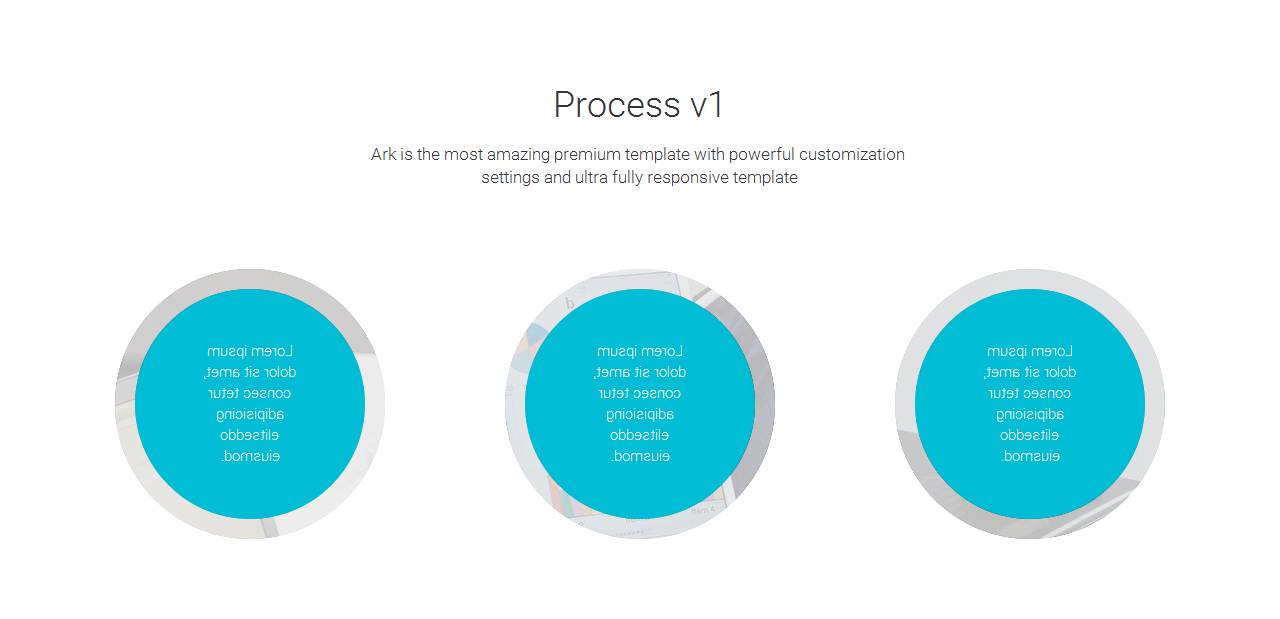 Process v1
Ark is the most amazing premium template with powerful customization
settings and ultra fully responsive template
Lorem ipsum
dolor sit amet,
consec tetur
adipisicing
elitseddo
eiusmod.
b
Item 4
Lorem ipsum
dolor sit amet,
consec tetur
adipisicing
elitseddo
eiusmod.
Lorem ipsum
dolor sit amet,
consec tetur
adipisicing
elitseddo
eiusmod.